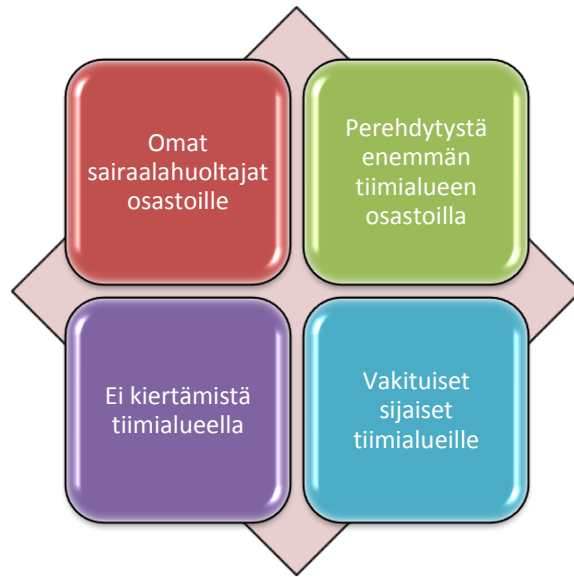 Omat
sairaalahuoltajat
osastoille
Perehdytystä
enemmän
tiimialueen
osastoilla
Ei kiertämistä
tiimialueella
Vakituiset
sijaiset
tiimialueille